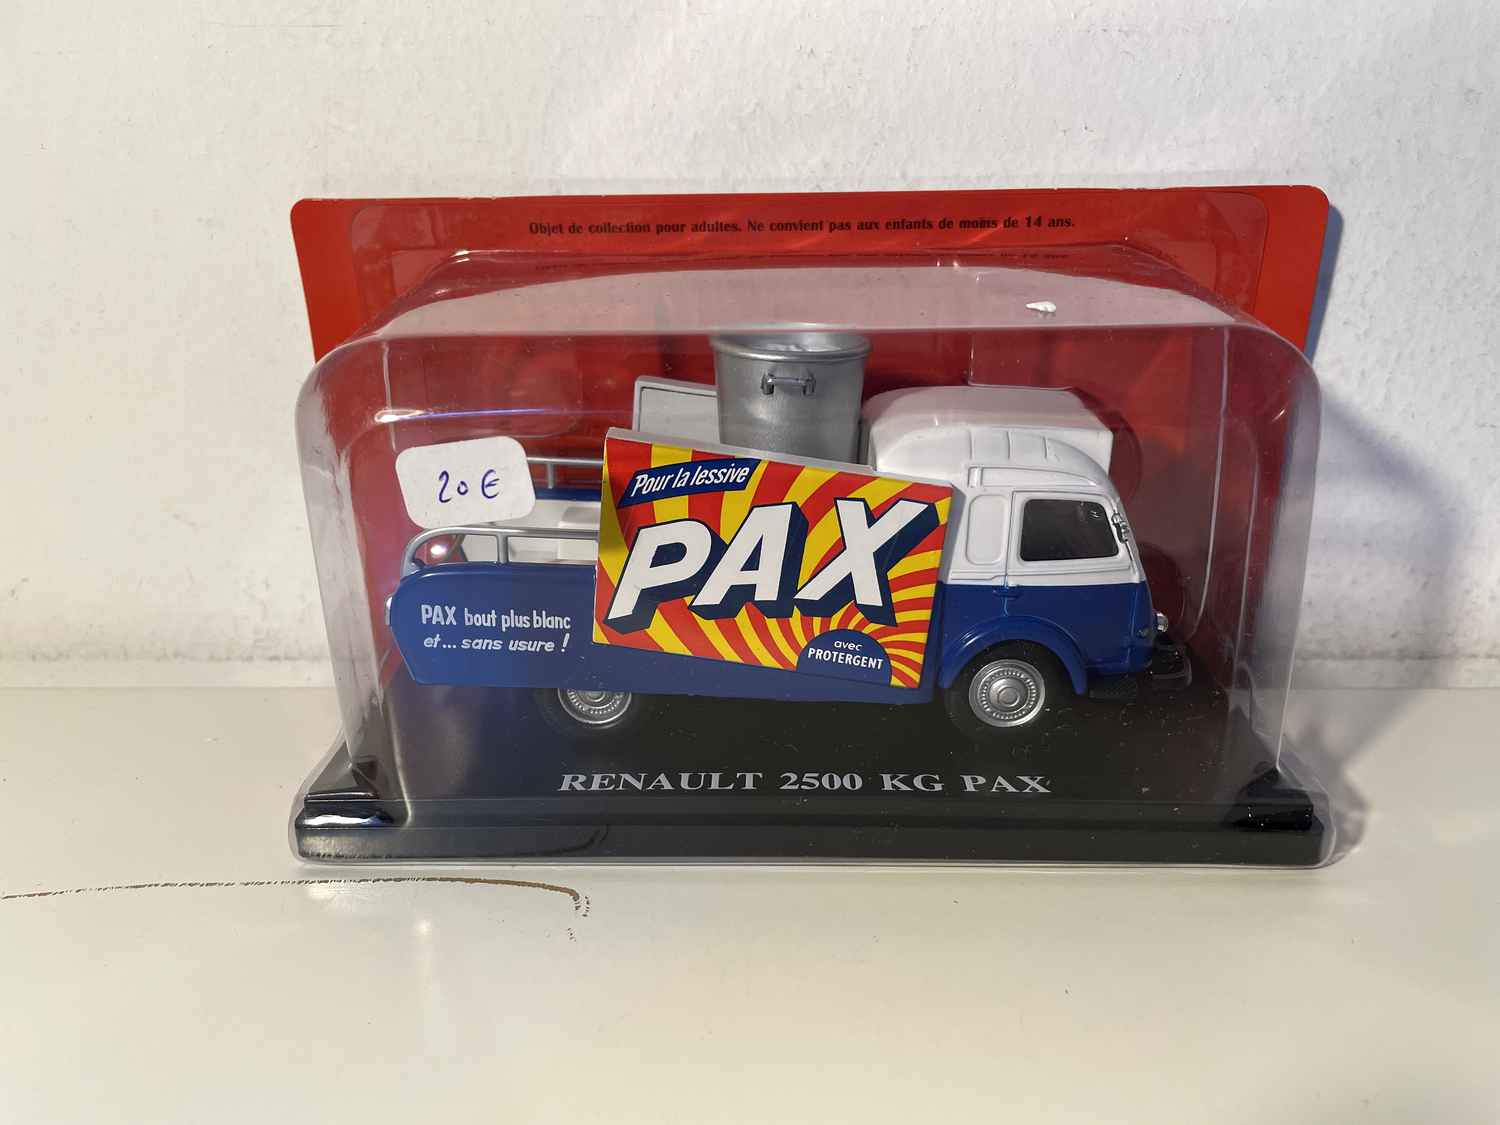 Objet de collection pour adultes. Ne convient pas aux enfants de moins de 14 ans.
20€
Pour la lessive
PAX
avec
PROTERGENT
PAX bout plus blanc
et... sans usure !
RENAULT 2500 KG PAX